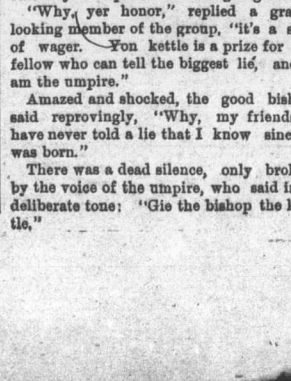 "Why, yer honor," replied a gra
looking member of the group, "it's a s
of wager. Yon kettle is a prize for
fellow who can tell the biggest lie, and
am the umpire."
Amazed and shocked, the good bish
said reprovingly, "Why, my friends
have never told a lie that I know sinc
was born."
There was a dead silence, only brok
by the voice of the umpire, who said in
deliberate tone: "Gie the bishop the k
tle,"